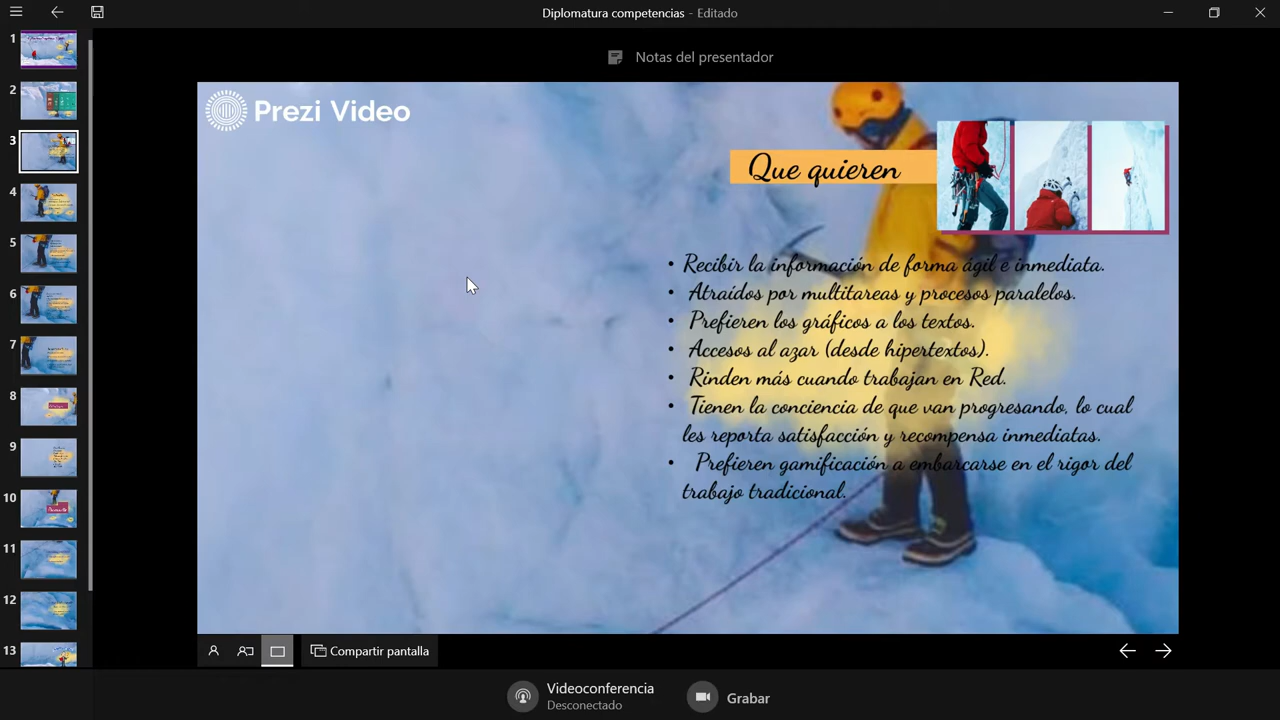 Diplomatura competencias - Editado
Notas del presentador
1
2
3
4
5
6
7
8
9
10
11
12
13
Prezi Video
Que quieren
• Recibir la información de forma ágil e inmediata.
• Atraídos por multitareas y procesos paralelos.
• Prefieren los gráficos a los textos.
• Accesos al azar (desde hipertextos).
• Rinden más cuando trabajan en Red.
• Tienen la conciencia de que van progresando, lo cual
les reporta satisfacción y recompensa inmediatas.
• Prefieren gamificación a embarcarse en el rigor del
trabajo tradicional.
Compartir pantalla
Videoconferencia
Desconectado
Grabar